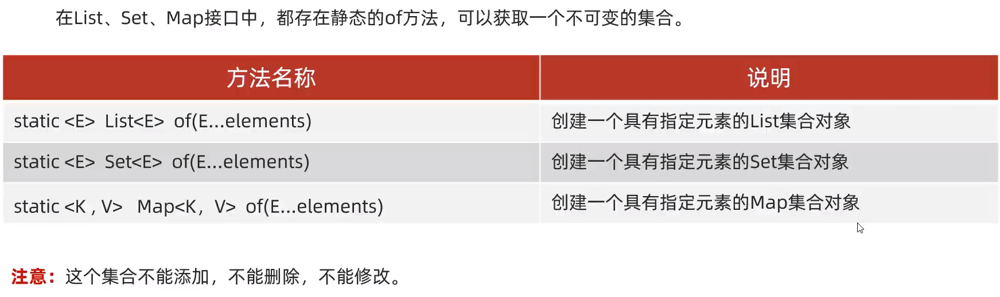 在List、Set、Map接口中，都存在静态的of方法，可以获取一个不可变的集合。
方法名称 说明
static <E> List<E> of(E…elements) 创建一个具有指定元素的List集合对象
static <E> Set<E> of(E…elements) 创建一个具有指定元素的Set集合对象
static <K , V> Map<K，V> of(E…elements) 创建一个具有指定元素的Map集合对象
注意：这个集合不能添加，不能删除，不能修改。